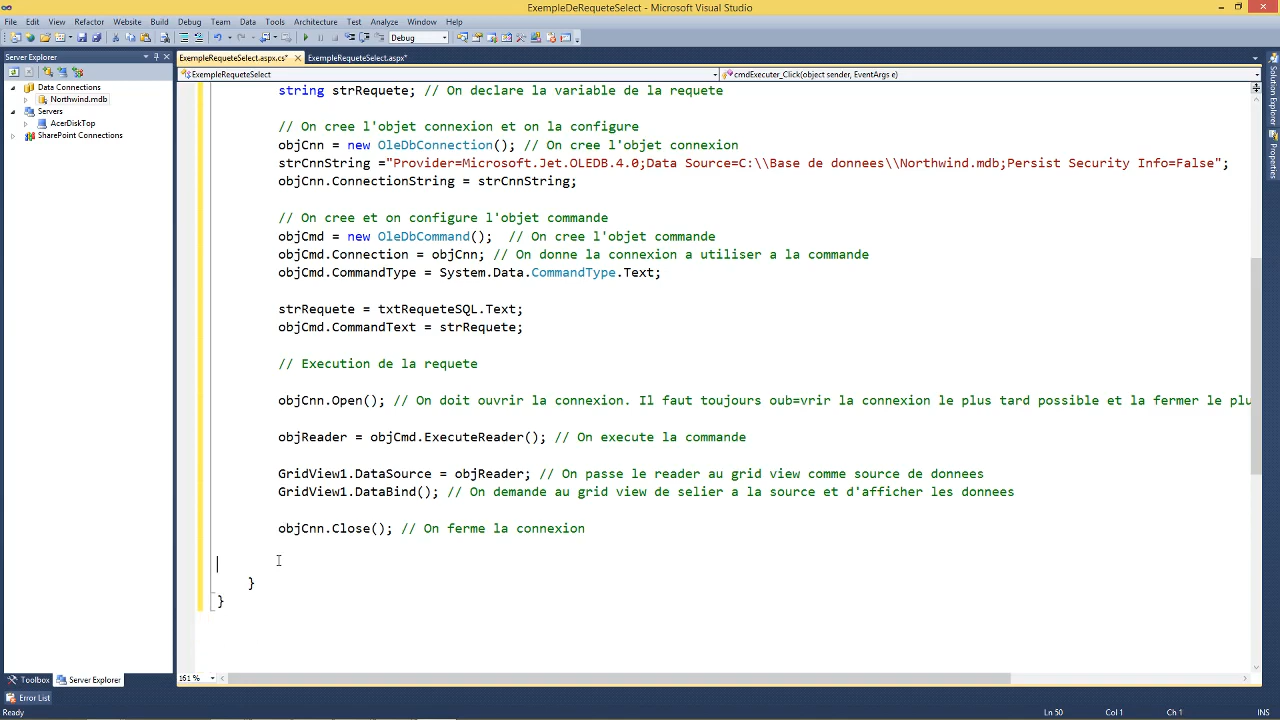 ExempleDeRequeteSelect - Microsoft Visual Studio
File Edit View Refactor Website Build Debug Team Data Tools Architecture Test Analyze Window Help
Debug
Server Explorer
Data Connections
Northwind.mdb
Servers
AcerDiskTop
SharePoint Connections
ExempleRequeteSelect.aspx.cs* ExempleRequeteSelect.aspx*
ExempleRequeteSelect cmdExecuter_Click(object sender, EventArgs e)
string strRequete; // On declare la variable de la requete
// On cree l'objet connexion et on la configure
objCnn = new OleDbConnection(); // On cree l'objet connexion
strCnnString ="Provider=Microsoft.Jet.OLEDB.4.0;Data Source=C:\\Base de donnees\\Northwind.mdb;Persist Security Info=False";
objCnn.ConnectionString = strCnnString;
// On cree et on configure l'objet commande
objCmd = new OleDbCommand(); // On cree l'objet commande
objCmd.Connection = objCnn; // On donne la connexion a utiliser a la commande
objCmd.CommandType = System.Data.CommandType.Text;
strRequete = txtRequeteSQL.Text;
objCmd.CommandText = strRequete;
// Execution de la requete
objCnn.Open(); // On doit ouvrir la connexion. Il faut toujours oub=vrir la connexion le plus tard possible et la fermer le plu
objReader = objCmd.ExecuteReader(); // On execute la commande
GridView1.DataSource = objReader; // On passe le reader au grid view comme source de donnees
GridView1.DataBind(); // On demande au grid view de selier a la source et d'afficher les donnees
objCnn.Close(); // On ferme la connexion
}
}
161 %
Toolbox Server Explorer
Error List
Ready Ln 50 Col 1 Ch 1 INS
Solution Explorer
Properties